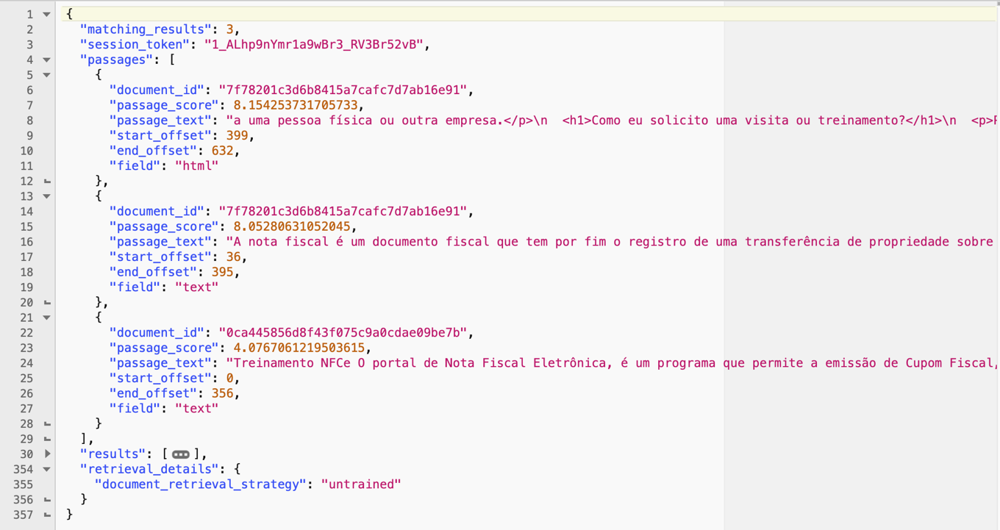 1 {
2 "matching_results": 3,
3 "session_token": "1_ALhp9nYmr1a9wBr3_RV3Br52vB",
4 "passages": [
5 {
6 "document_id": "7f78201c3d6b8415a7cafc7d7ab16e91",
7 "passage_score": 8.154253731705733,
8 "passage_text": "a uma pessoa física ou outra empresa.</p>\n  <h1>Como eu solicito uma visita ou treinamento?</h1>\n  <p>
9 "start_offset": 399,
10 "end_offset": 632,
11 "field": "html"
12 },
13 {
14 "document_id": "7f78201c3d6b8415a7cafc7d7ab16e91",
15 "passage_score": 8.05280631052045,
16 "passage_text": "A nota fiscal é um documento fiscal que tem por fim o registro de uma transferência de propriedade sobre
17 "start_offset": 36,
18 "end_offset": 395,
19 "field": "text"
20 },
21 {
22 "document_id": "0ca445856d8f43f075c9a0cdae09be7b",
23 "passage_score": 4.0767061219503615,
24 "passage_text": "Treinamento NFCe O portal de Nota Fiscal Eletrônica, é um programa que permite a emissão de Cupom Fiscal,
25 "start_offset": 0,
26 "end_offset": 356,
27 "field": "text"
28 }
29 ],
30 "results": [ ],
354 "retrieval_details": {
355 "document_retrieval_strategy": "untrained"
356 }
357 }